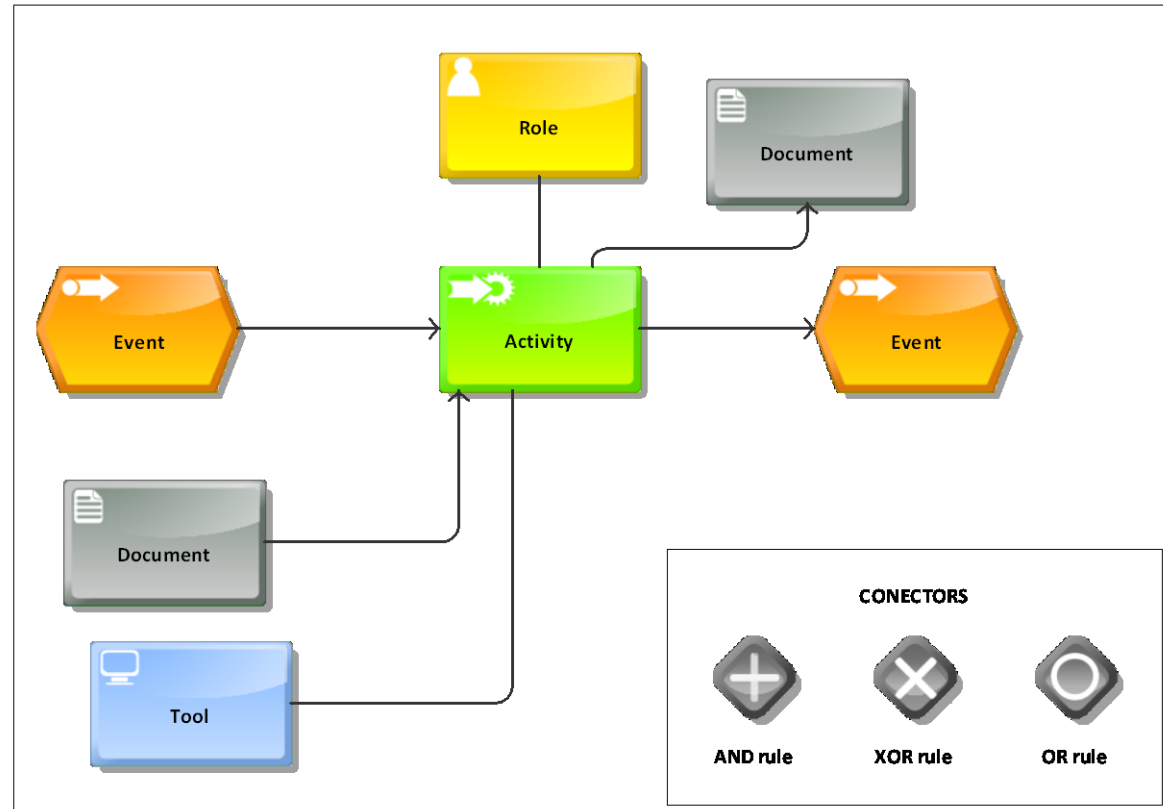 Role
Document
Event
Activity
Event
Document
Tool
CONECTORS
AND rule
XOR rule
OR rule